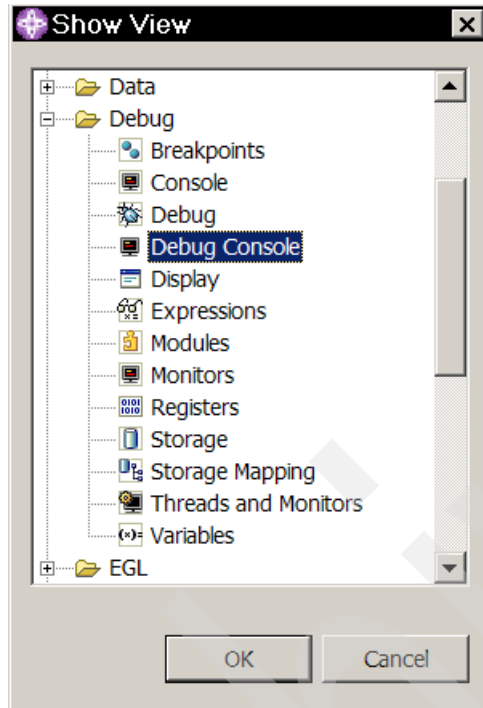 Show View
Data
Debug
Breakpoints
Console
Debug
Debug Console
Display
Expressions
Modules
Monitors
Registers
Storage
Storage Mapping
Threads and Monitors
Variables
EGL
OK Cancel